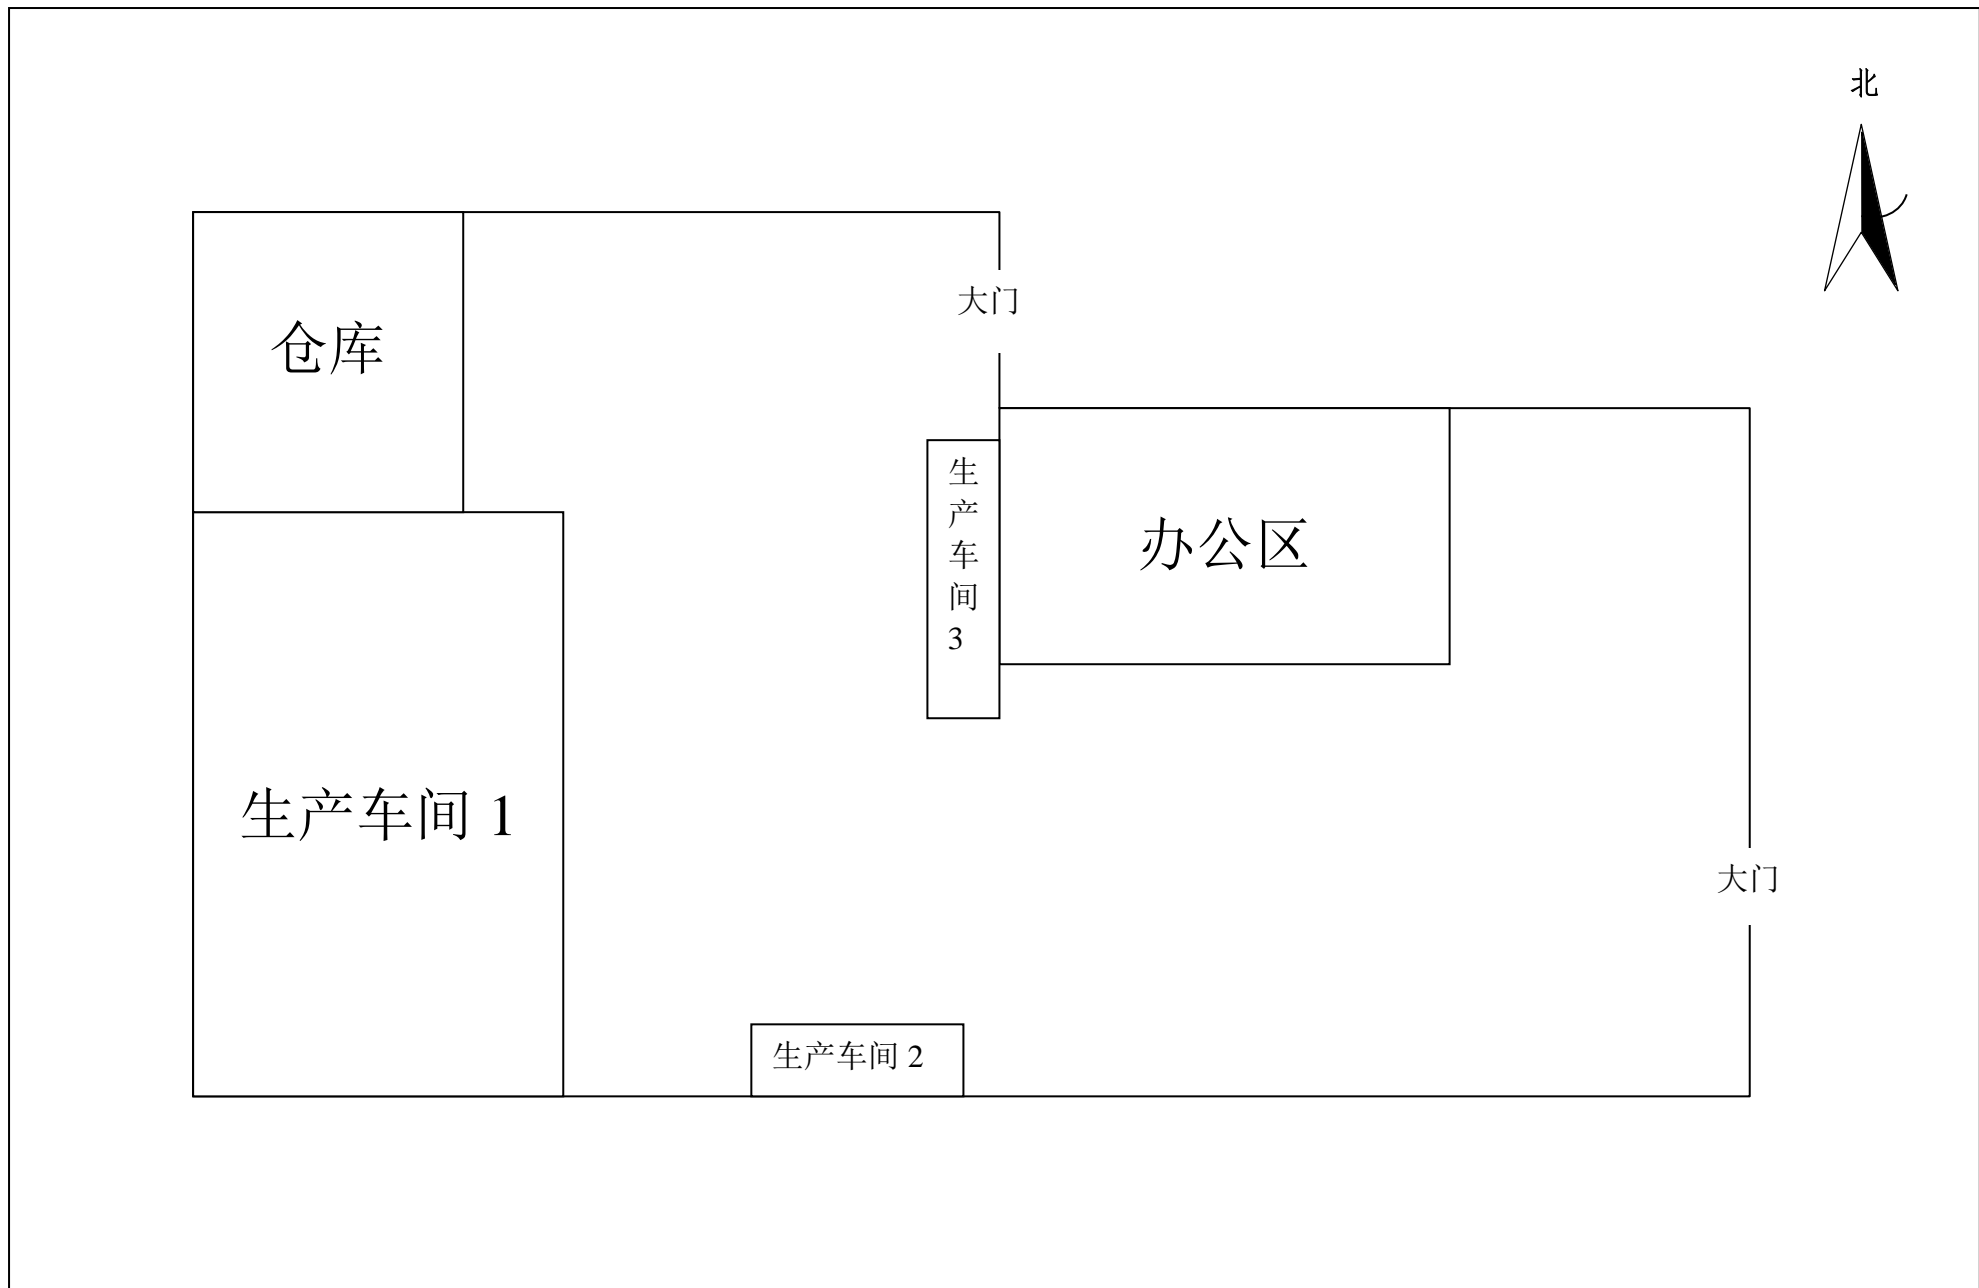 北
大门
仓库
生产车间3
办公区
生产车间 1
大门
生产车间 2